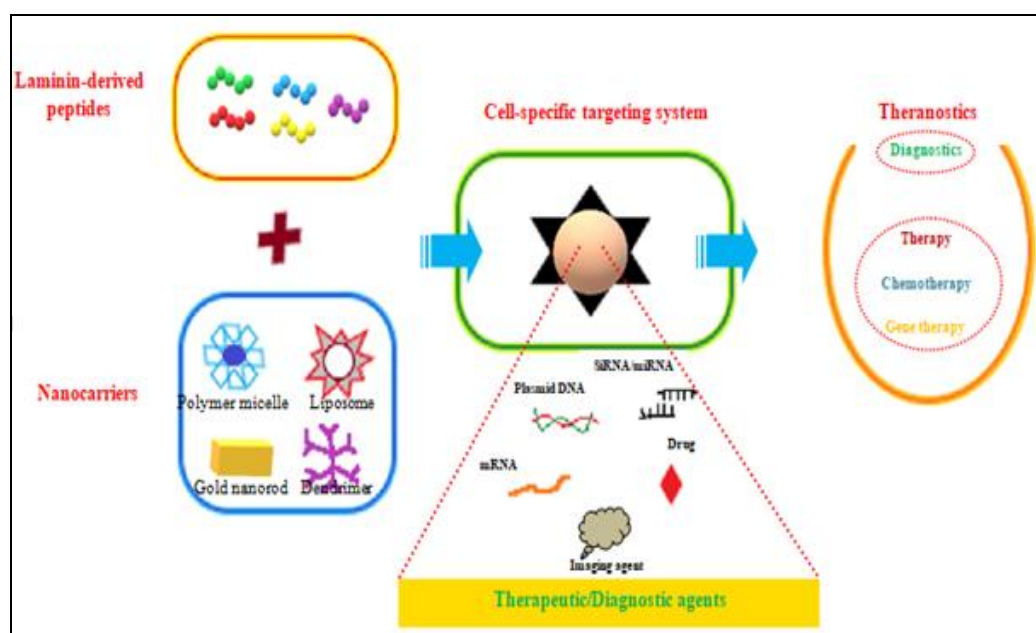 Laminin-derived
peptides
Cell-specific targeting system
Theranostics
Diagnostics
Therapy
Chemotherapy
Gene therapy
Nanocarriers
Polymer micelle
Liposome
Gold nanorod
Dendrimer
SiRNA/miRNA
Plasmid DNA
Drug
mRNA
Imaging agent
Therapeutic/Diagnostic agents